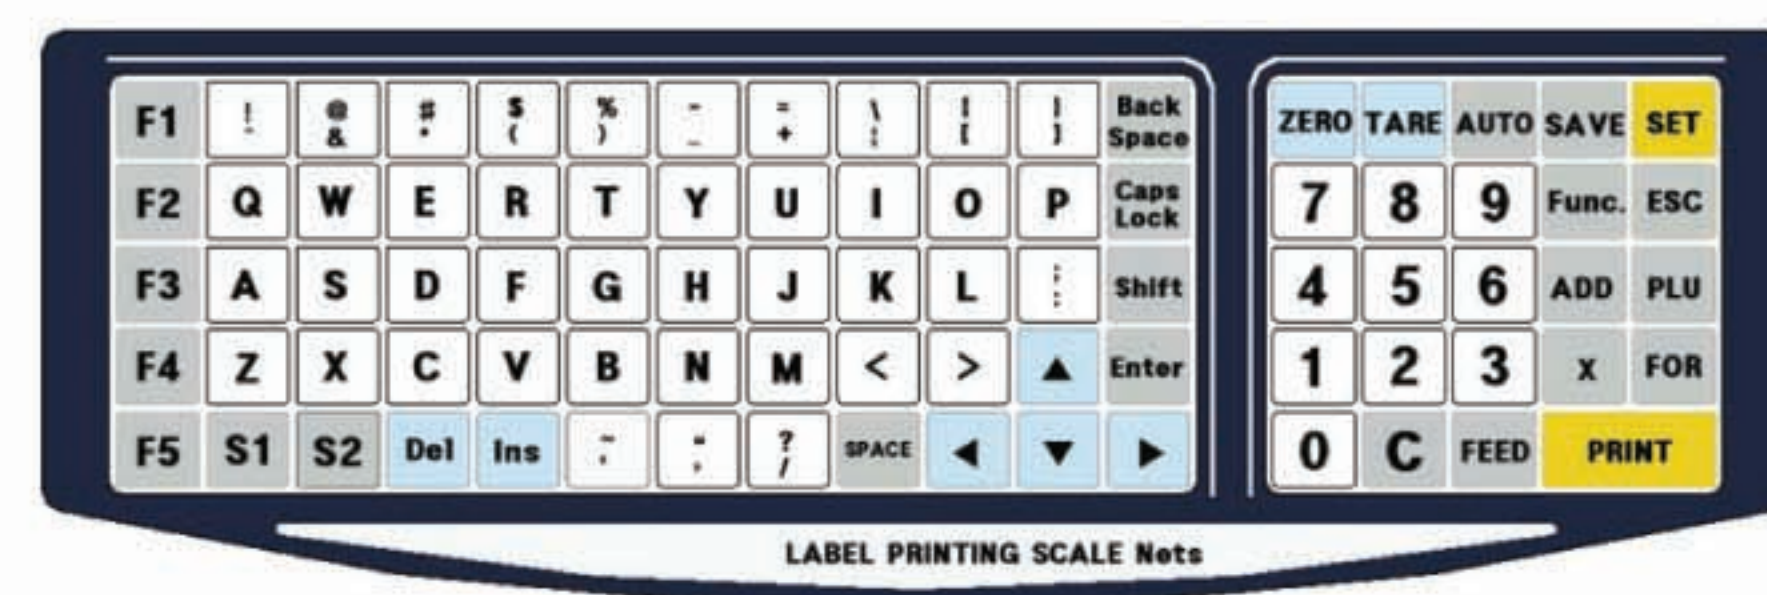 F1 ! @ & # $ ( % ) - _ = + \ [ ] Back Space
F2 Q W E R T Y U I O P Caps Lock
F3 A S D F G H J K L Shift
F4 Z X C V B N M < > ▲ Enter
F5 S1 S2 Del Ins ~ ? / SPACE ◀ ▼ ▶
ZERO TARE AUTO SAVE SET
7 8 9 Func. ESC
4 5 6 ADD PLU
1 2 3 X FOR
0 C FEED PRINT
LABEL PRINTING SCALE Nets